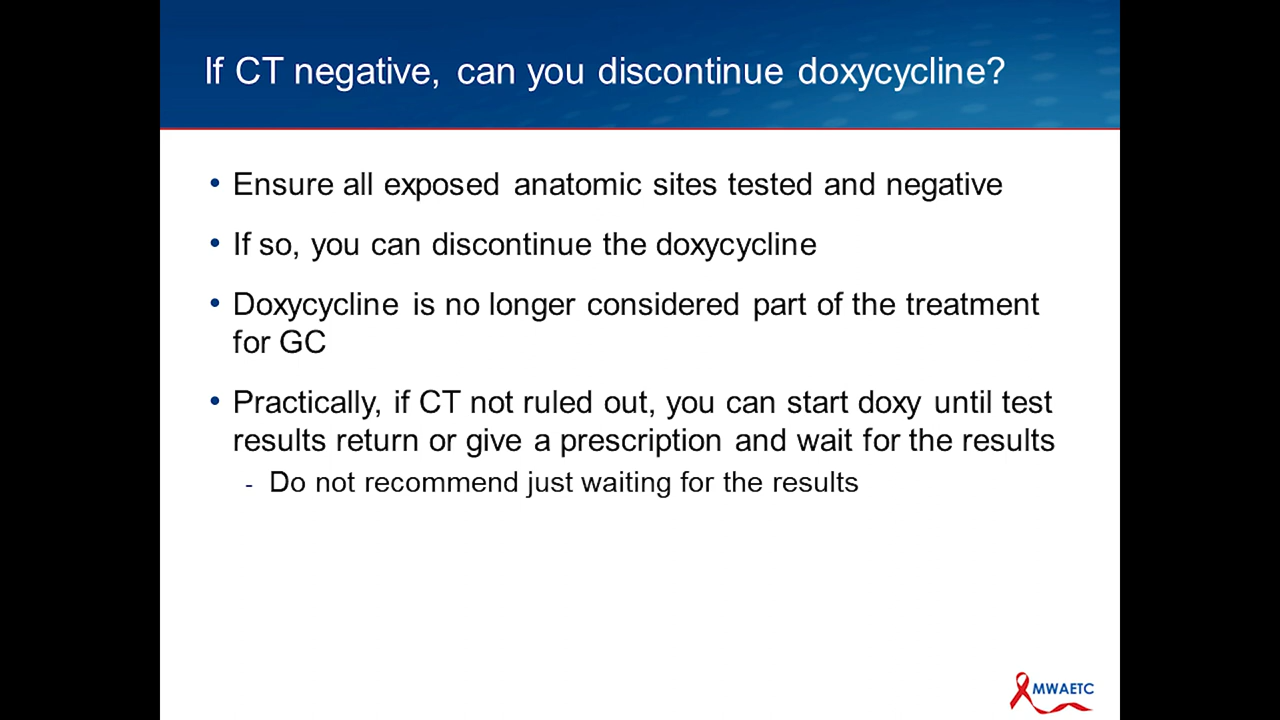 If CT negative, can you discontinue doxycycline?
• Ensure all exposed anatomic sites tested and negative
• If so, you can discontinue the doxycycline
• Doxycycline is no longer considered part of the treatment
for GC
• Practically, if CT not ruled out, you can start doxy until test
results return or give a prescription and wait for the results
- Do not recommend just waiting for the results
MWAETC